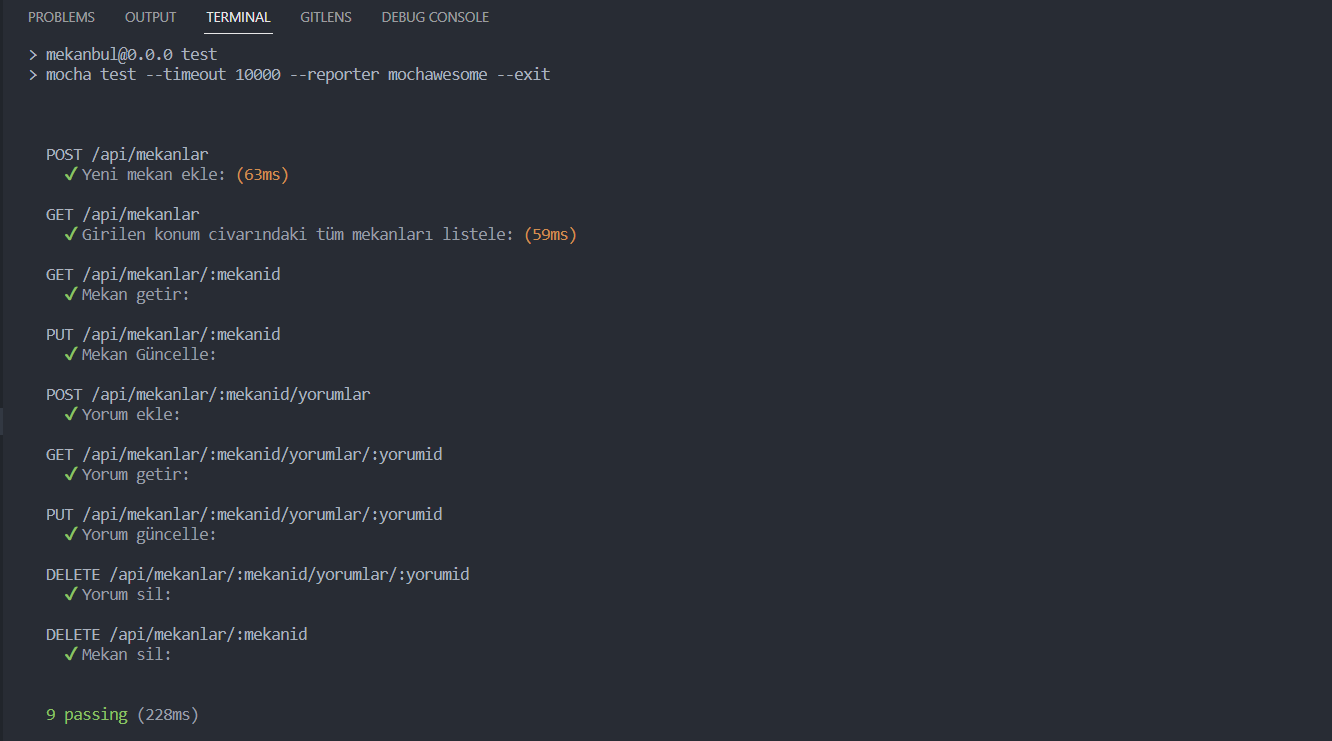 PROBLEMS OUTPUT TERMINAL GITLENS DEBUG CONSOLE
> mekanbul@0.0.0 test
> mocha test --timeout 10000 --reporter mochawesome --exit
POST /api/mekanlar
✓ Yeni mekan ekle: (63ms)
GET /api/mekanlar
✓ Girilen konum civarındaki tüm mekanları listele: (59ms)
GET /api/mekanlar/:mekanid
✓ Mekan getir:
PUT /api/mekanlar/:mekanid
✓ Mekan Güncelle:
POST /api/mekanlar/:mekanid/yorumlar
✓ Yorum ekle:
GET /api/mekanlar/:mekanid/yorumlar/:yorumid
✓ Yorum getir:
PUT /api/mekanlar/:mekanid/yorumlar/:yorumid
✓ Yorum güncelle:
DELETE /api/mekanlar/:mekanid/yorumlar/:yorumid
✓ Yorum sil:
DELETE /api/mekanlar/:mekanid
✓ Mekan sil:
9 passing (228ms)